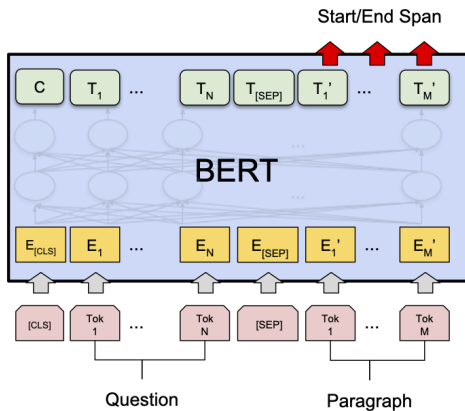 Start/End Span
C T1 ... TN T[SEP] T1' ... TM'
...
BERT
...
E[CLS] E1 ... EN E[SEP] E1' ... EM'
[CLS] Tok 1 ... Tok N [SEP] Tok 1 ... Tok M
Question Paragraph